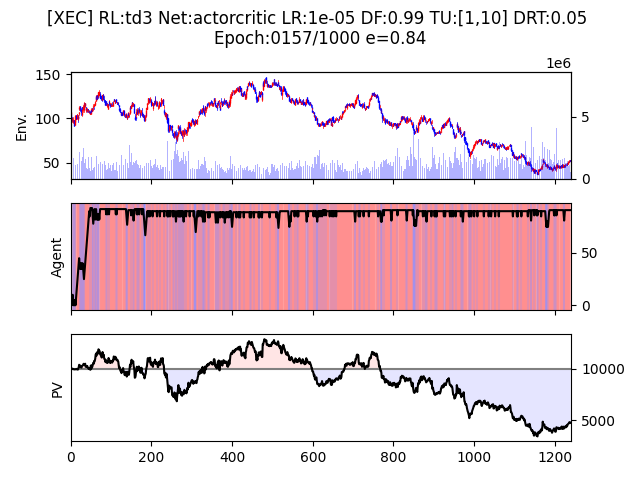 [XEC] RL:td3 Net:actorcritic LR:1e-05 DF:0.99 TU:[1,10] DRT:0.05
Epoch:0157/1000 e=0.84
1e6
150
100
50
Env.
5
0
Agent
50
0
PV
10000
5000
0
200
400
600
800
1000
1200